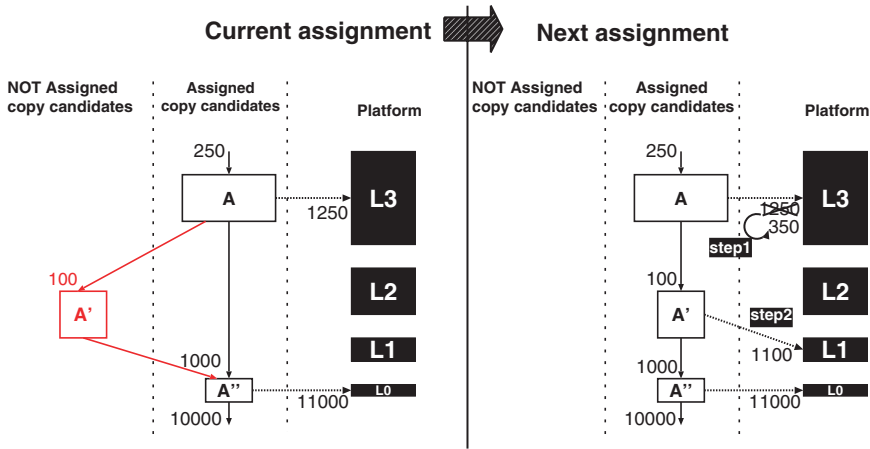 Current assignment
Next assignment
NOT Assigned
copy candidates
Assigned
copy candidates
Platform
250
A
1250
L3
100
A'
L2
1000
L1
A''
11000
L0
10000
NOT Assigned
copy candidates
Assigned
copy candidates
Platform
250
A
1250
350
L3
step1
100
A'
L2
step2
1100
L1
1000
A''
11000
L0
10000